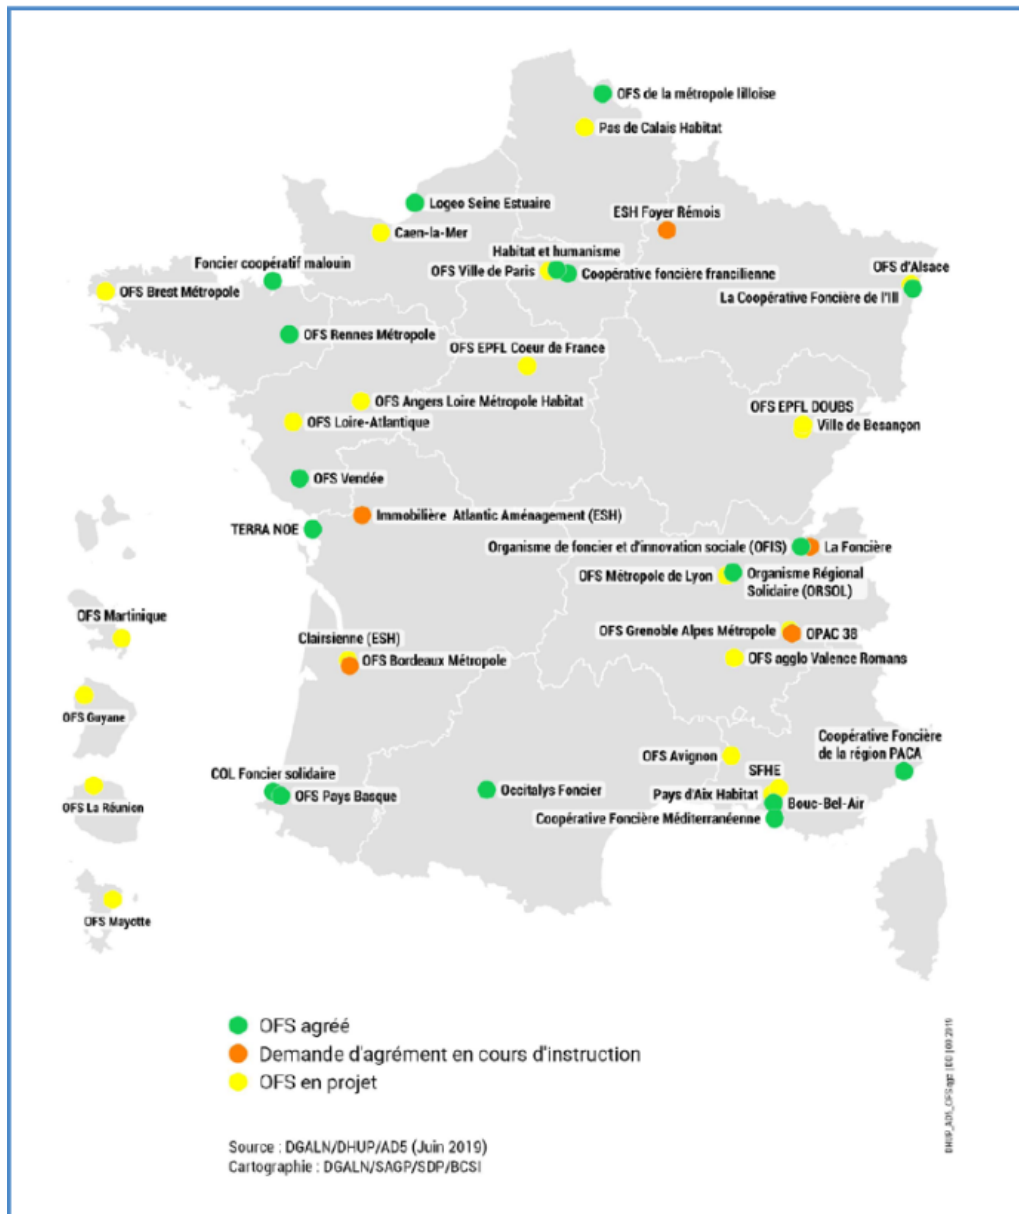 OFS de la métropole lilloise
Pas de Calais Habitat
Logeo Seine Estuaire
ESH Foyer Rémois
Caen-la-Mer
Habitat et humanisme
Foncier coopératif malouin
OFS Ville de Paris
Coopérative foncière francilienne
OFS d'Alsace
OFS Brest Métropole
La Coopérative Foncière de l'Ill
OFS Rennes Métropole
OFS EPFL Coeur de France
OFS Angers Loire Métropole Habitat
OFS EPFL DOUBS
OFS Loire-Atlantique
Ville de Besançon
OFS Vendée
Immobilière Atlantic Aménagement (ESH)
TERRA NOE
Organisme de foncier et d'innovation sociale (OFIS)
La Foncière
OFS Métropole de Lyon
Organisme Régional
Solidaire (ORSOL)
OFS Martinique
Clairsienne (ESH)
OFS Grenoble Alpes Métropole
OPAC 38
OFS Bordeaux Métropole
OFS agglo Valence Romans
OFS Guyane
Coopérative Foncière
de la région PACA
OFS Avignon
COL Foncier solidaire
SFHE
OFS Pays Basque
Occitalys Foncier
Pays d'Aix Habitat
Bouc-Bel-Air
OFS La Réunion
Coopérative Foncière Méditerranéenne
OFS Mayotte
OFS agréé
Demande d'agrément en cours d'instruction
OFS en projet
Source : DGALN/DHUP/AD5 (Juin 2019)
Cartographie : DGALN/SAGP/SDP/BCSI